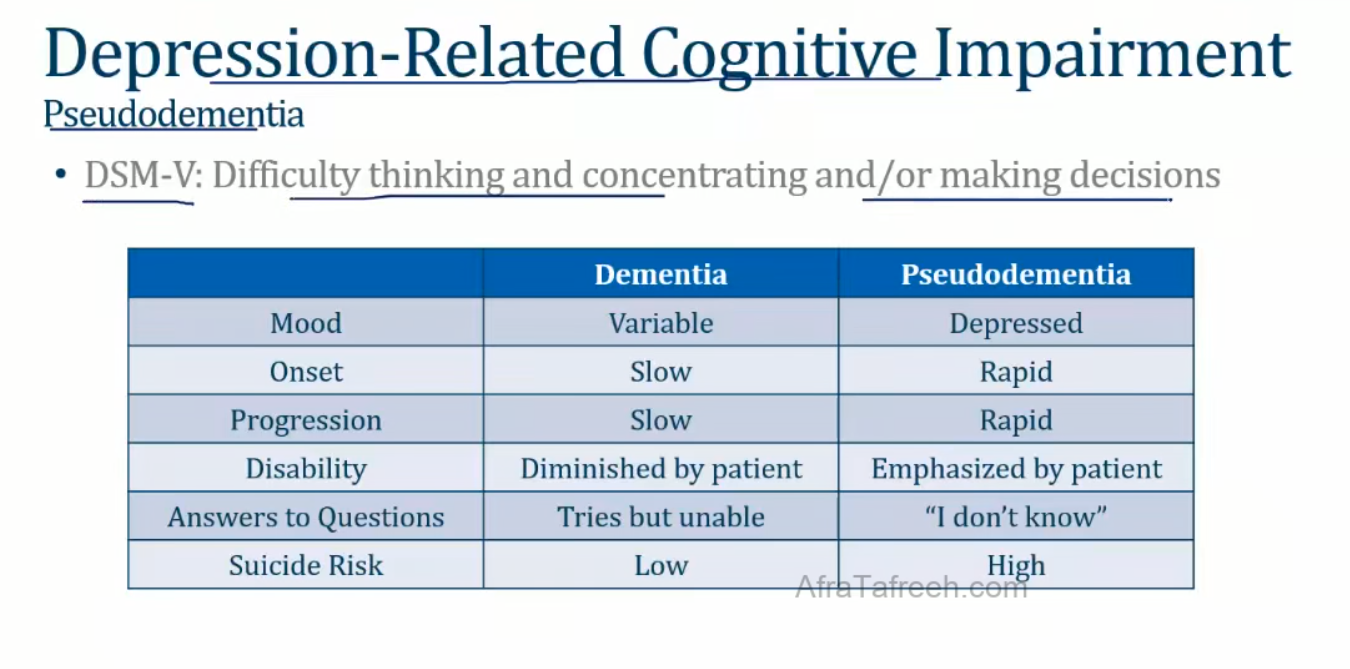 Depression-Related Cognitive Impairment
Pseudodementia
• DSM-V: Difficulty thinking and concentrating and/or making decisions
Dementia Pseudodementia
Mood Variable Depressed
Onset Slow Rapid
Progression Slow Rapid
Disability Diminished by patient Emphasized by patient
Answers to Questions Tries but unable “I don’t know”
Suicide Risk Low High
AfraTafreeh.com